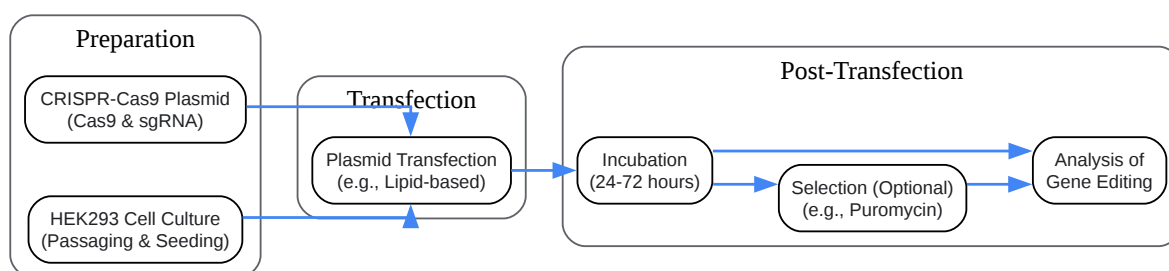 Preparation
CRISPR-Cas9 Plasmid
(Cas9 & sgRNA)
HEK293 Cell Culture
(Passaging & Seeding)
Transfection
Plasmid Transfection
(e.g., Lipid-based)
Post-Transfection
Incubation
(24-72 hours)
Selection (Optional)
(e.g., Puromycin)
Analysis of
Gene Editing